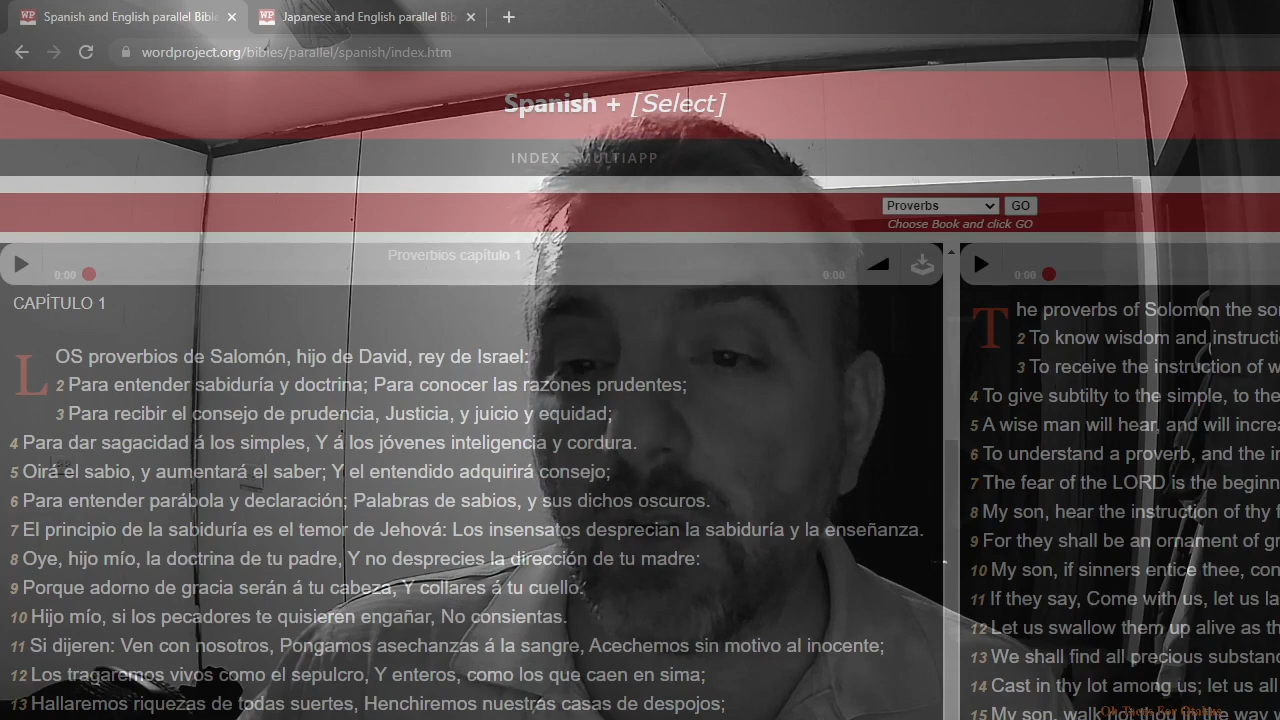 Spanish and English parallel Bible
Japanese and English parallel Bib
wordproject.org/bibles/parallel/spanish/index.htm
Spanish + [Select]
INDEX MULTIAPP
Proverbs GO
Choose Book and click GO
Proverbios capítulo 1
0:00 0:00 0:00
CAPÍTULO 1
LOS proverbios de Salomón, hijo de David, rey de Israel:
2 Para entender sabiduría y doctrina; Para conocer las razones prudentes;
3 Para recibir el consejo de prudencia, Justicia, y juicio y equidad;
4 Para dar sagacidad á los simples, Y á los jóvenes inteligencia y cordura.
5 Oirá el sabio, y aumentará el saber; Y el entendido adquirirá consejo;
6 Para entender parábola y declaración; Palabras de sabios, y sus dichos oscuros.
7 El principio de la sabiduría es el temor de Jehová: Los insensatos desprecian la sabiduría y la enseñanza.
8 Oye, hijo mío, la doctrina de tu padre, Y no desprecies la dirección de tu madre:
9 Porque adorno de gracia serán á tu cabeza, Y collares á tu cuello.
10 Hijo mío, si los pecadores te quisieren engañar, No consientas.
11 Si dijeren: Ven con nosotros, Pongamos asechanzas á la sangre, Acechemos sin motivo al inocente;
12 Los tragaremos vivos como el sepulcro, Y enteros, como los que caen en sima;
13 Hallaremos riquezas de todas suertes, Henchiremos nuestras casas de despojos;
The proverbs of Solomon the so
2 To know wisdom and instructi
3 To receive the instruction of w
4 To give subtilty to the simple, to the
5 A wise man will hear, and will increa
6 To understand a proverb, and the in
7 The fear of the LORD is the beginn
8 My son, hear the instruction of thy f
9 For they shall be an ornament of gr
10 My son, if sinners entice thee, con
11 If they say, Come with us, let us la
12 Let us swallow them up alive as th
13 We shall find all precious substanc
14 Cast in thy lot among us; let us all
15 My son, walk not thou in the way w